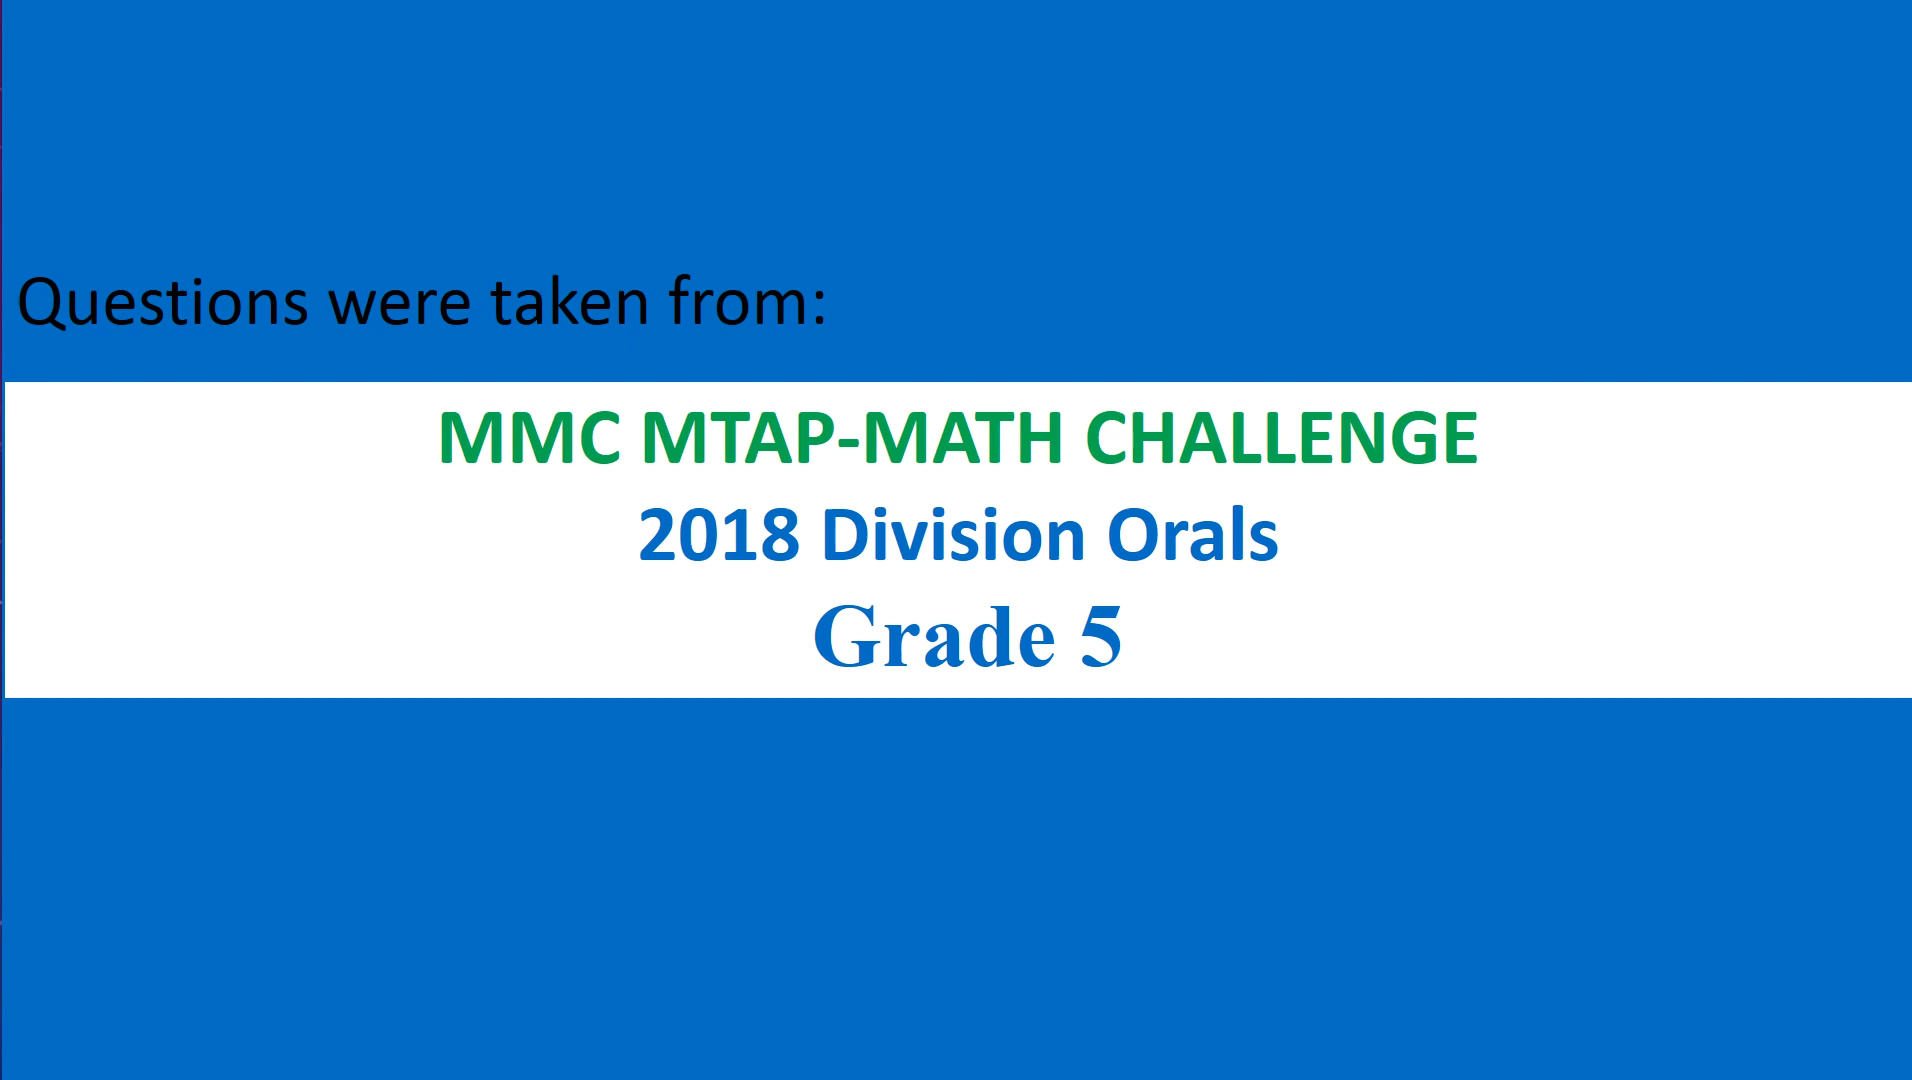 Questions were taken from:
MMC MTAP-MATH CHALLENGE
2018 Division Orals
Grade 5